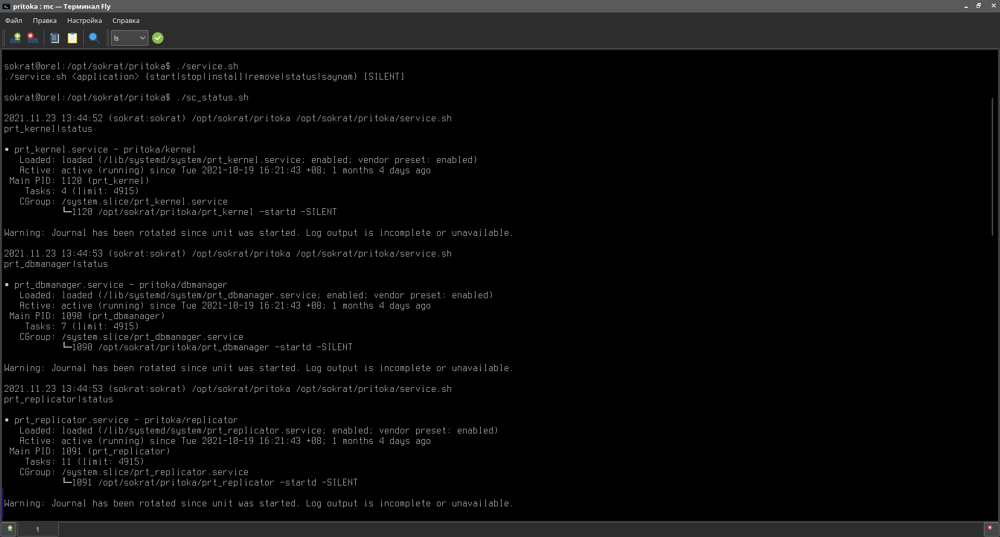 pritoka : mc — Терминал Fly
Файл Правка Настройка Справка
ls
sokrat@orel:/opt/sokrat/pritoka$ ./service.sh
./service.sh <application> {start|stop|install|remove|status|saynam} [SILENT]
sokrat@orel:/opt/sokrat/pritoka$ ./sc_status.sh
2021.11.23 13:44:52 (sokrat:sokrat) /opt/sokrat/pritoka /opt/sokrat/pritoka/service.sh
prt_kernel|status
● prt_kernel.service - pritoka/kernel
Loaded: loaded (/lib/systemd/system/prt_kernel.service; enabled; vendor preset: enabled)
Active: active (running) since Tue 2021-10-19 16:21:43 +08; 1 months 4 days ago
Main PID: 1120 (prt_kernel)
Tasks: 4 (limit: 4915)
CGroup: /system.slice/prt_kernel.service
└─1120 /opt/sokrat/pritoka/prt_kernel -startd -SILENT
Warning: Journal has been rotated since unit was started. Log output is incomplete or unavailable.
2021.11.23 13:44:53 (sokrat:sokrat) /opt/sokrat/pritoka /opt/sokrat/pritoka/service.sh
prt_dbmanager|status
● prt_dbmanager.service - pritoka/dbmanager
Loaded: loaded (/lib/systemd/system/prt_dbmanager.service; enabled; vendor preset: enabled)
Active: active (running) since Tue 2021-10-19 16:21:43 +08; 1 months 4 days ago
Main PID: 1090 (prt_dbmanager)
Tasks: 7 (limit: 4915)
CGroup: /system.slice/prt_dbmanager.service
└─1090 /opt/sokrat/pritoka/prt_dbmanager -startd -SILENT
Warning: Journal has been rotated since unit was started. Log output is incomplete or unavailable.
2021.11.23 13:44:53 (sokrat:sokrat) /opt/sokrat/pritoka /opt/sokrat/pritoka/service.sh
prt_replicator|status
● prt_replicator.service - pritoka/replicator
Loaded: loaded (/lib/systemd/system/prt_replicator.service; enabled; vendor preset: enabled)
Active: active (running) since Tue 2021-10-19 16:21:43 +08; 1 months 4 days ago
Main PID: 1091 (prt_replicator)
Tasks: 11 (limit: 4915)
CGroup: /system.slice/prt_replicator.service
└─1091 /opt/sokrat/pritoka/prt_replicator -startd -SILENT
Warning: Journal has been rotated since unit was started. Log output is incomplete or unavailable.
1